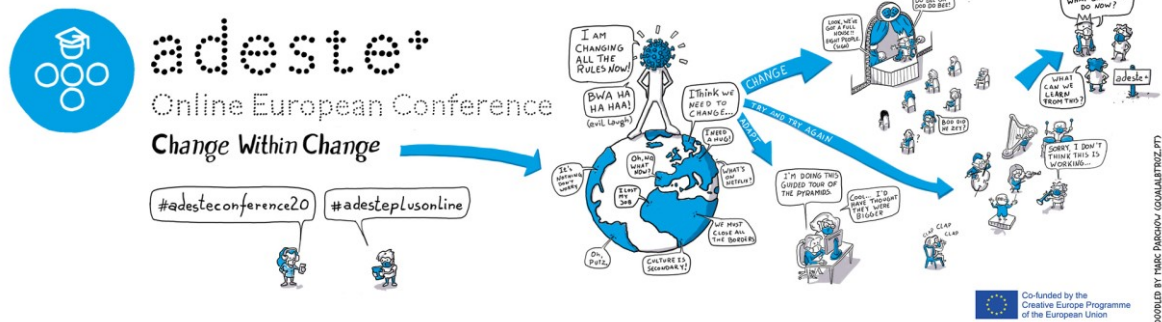 adeste+
Online European Conference
Change Within Change
#adesteconference20
#adesteplusonline
I AM
CHANGING
ALL THE
RULES NOW!
BWA HA
HA HAA!
(evil laugh)
I THINK WE
NEED TO
CHANGE...
I NEED
A HUG!
OH, NO
WHAT
NOW?
IT'S
NOTHING
DON'T
WORRY
I LOST
MY
JOB
WHAT'S
ON
NETFLIX?
WE MUST
CLOSE ALL
THE BORDERS
OH,
PUTZ
CULTURE IS
SECONDARY!
CHANGE
TRY AND TRY AGAIN
ADAPT
LOOK, WE'VE
GOT A FULL
HOUSE!!
EIGHT PEOPLE
(SIGH)
DOO DO BEE!
?
I'M DOING THIS
GUIDED TOUR OF
THE PYRAMIDS.
COOL... I'D
HAVE THOUGHT
THEY WERE
BIGGER
CLAP CLAP
CLAP
SORRY, I DON'T
THINK THIS IS
WORKING...
DO NOW?
WHAT
CAN WE
LEARN
FROM THIS?
adeste+
DOODLED BY MARC PARCHOW
Co-funded by the
Creative Europe Programme
of the European Union